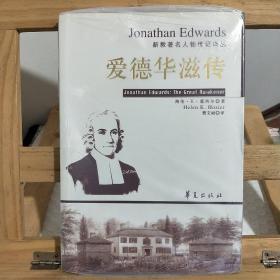 Jonathan Edwards
新教著名人物传记译丛
爱德华滋传
Jonathan Edwards: The Great Awakener
海伦·K·霍西尔 著
Helen K. Hosier
曹文丽 译
华夏出版社